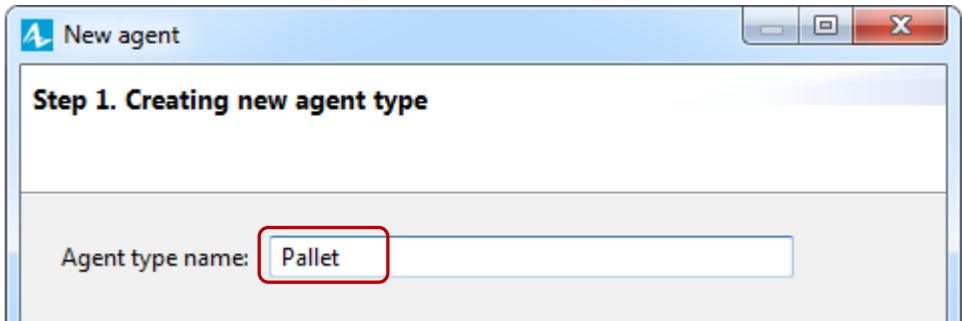 New agent
Step 1. Creating new agent type
Agent type name: Pallet